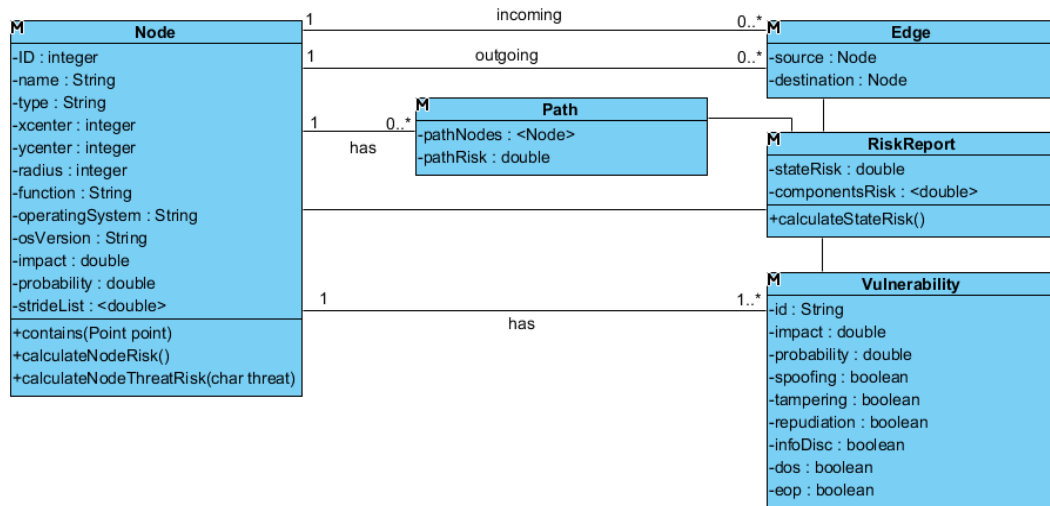 M
Node
-ID : integer
-name : String
-type : String
-xcenter : integer
-ycenter : integer
-radius : integer
-function : String
-operatingSystem : String
-osVersion : String
-impact : double
-probability : double
-strideList : <double>
+contains(Point point)
+calculateNodeRisk()
+calculateNodeThreatRisk(char threat)
1 incoming 0..*
1 outgoing 0..*
1 has 0..*
1 has 1..*
M
Path
-pathNodes : <Node>
-pathRisk : double
M
Edge
-source : Node
-destination : Node
M
RiskReport
-stateRisk : double
-componentsRisk : <double>
+calculateStateRisk()
M
Vulnerability
-id : String
-impact : double
-probability : double
-spoofing : boolean
-tampering : boolean
-repudiation : boolean
-infoDisc : boolean
-dos : boolean
-eop : boolean